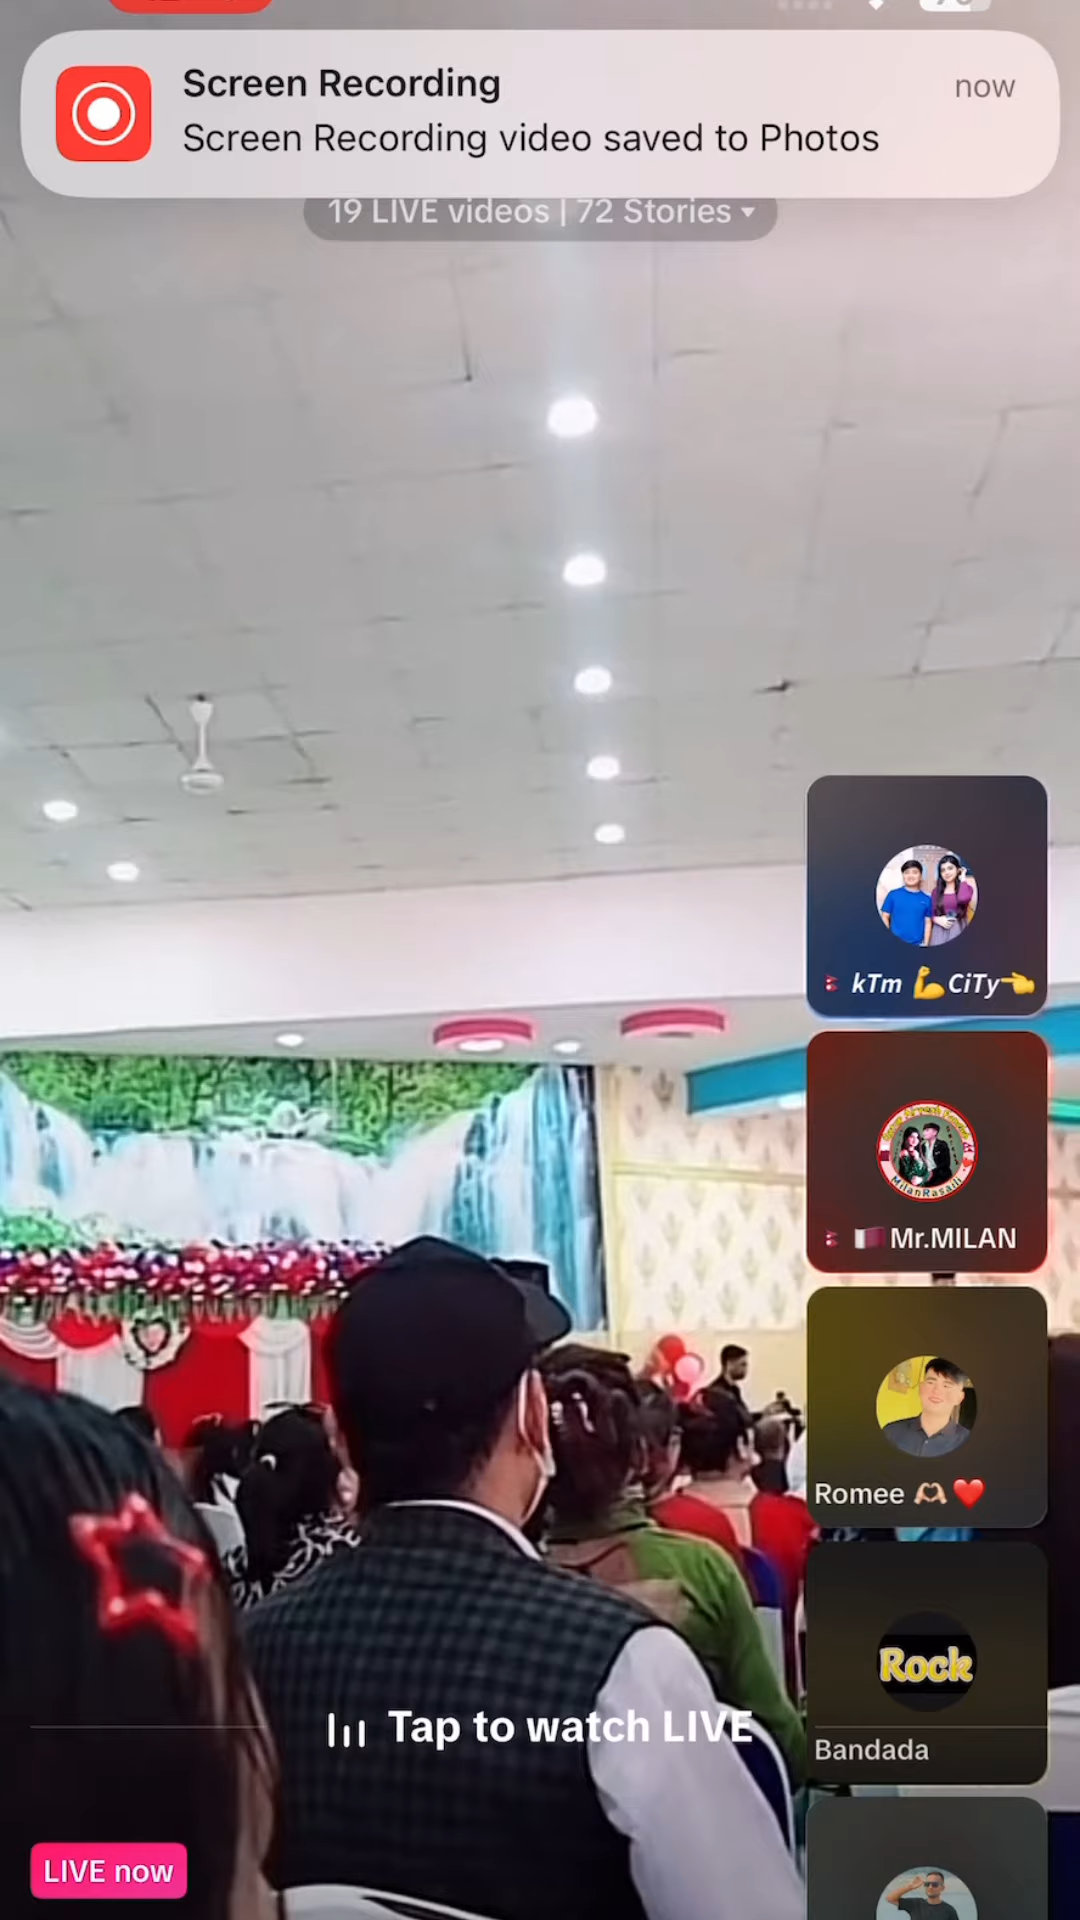 Screen Recording
now
Screen Recording video saved to Photos
19 LIVE videos | 72 Stories ▾
kTm 💪CiTy👈
MilanRasaili
Mr.MILAN
Romee 🫶🏼❤️
Rock
Bandada
Tap to watch LIVE
LIVE now